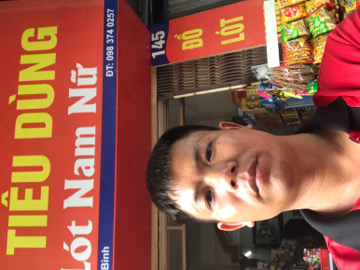 TIÊU DÙNG
Lót Nam Nữ
Bình
ĐT: 098 374 0257
145
ĐỒ
LÓT